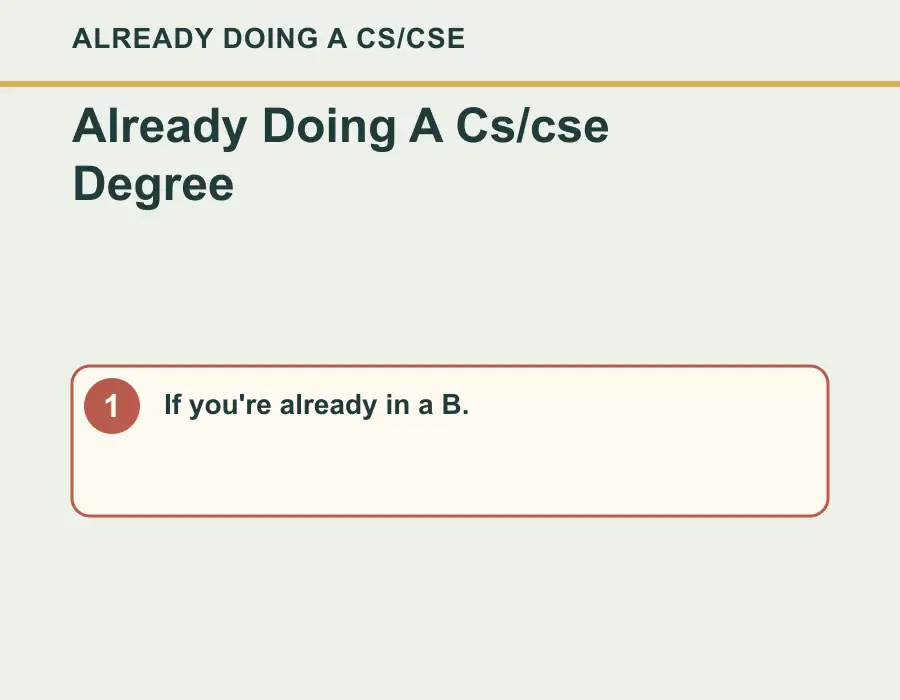 ALREADY DOING A CS/CSE
Already Doing A Cs/cse
Degree
1
If you're already in a B.